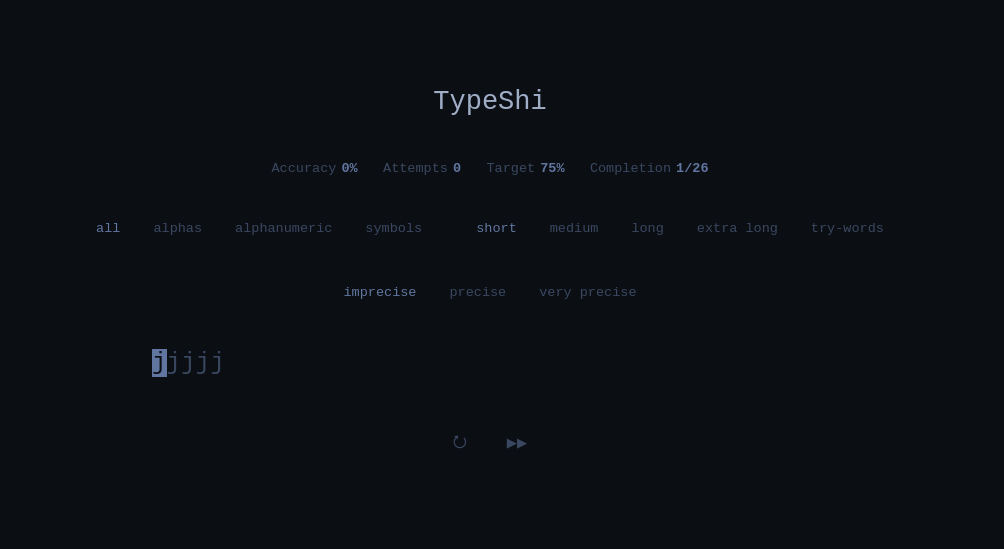 TypeShi
Accuracy 0% Attempts 0 Target 75% Completion 1/26
all alphas alphanumeric symbols short medium long extra long try-words
imprecise precise very precise
jjjjj